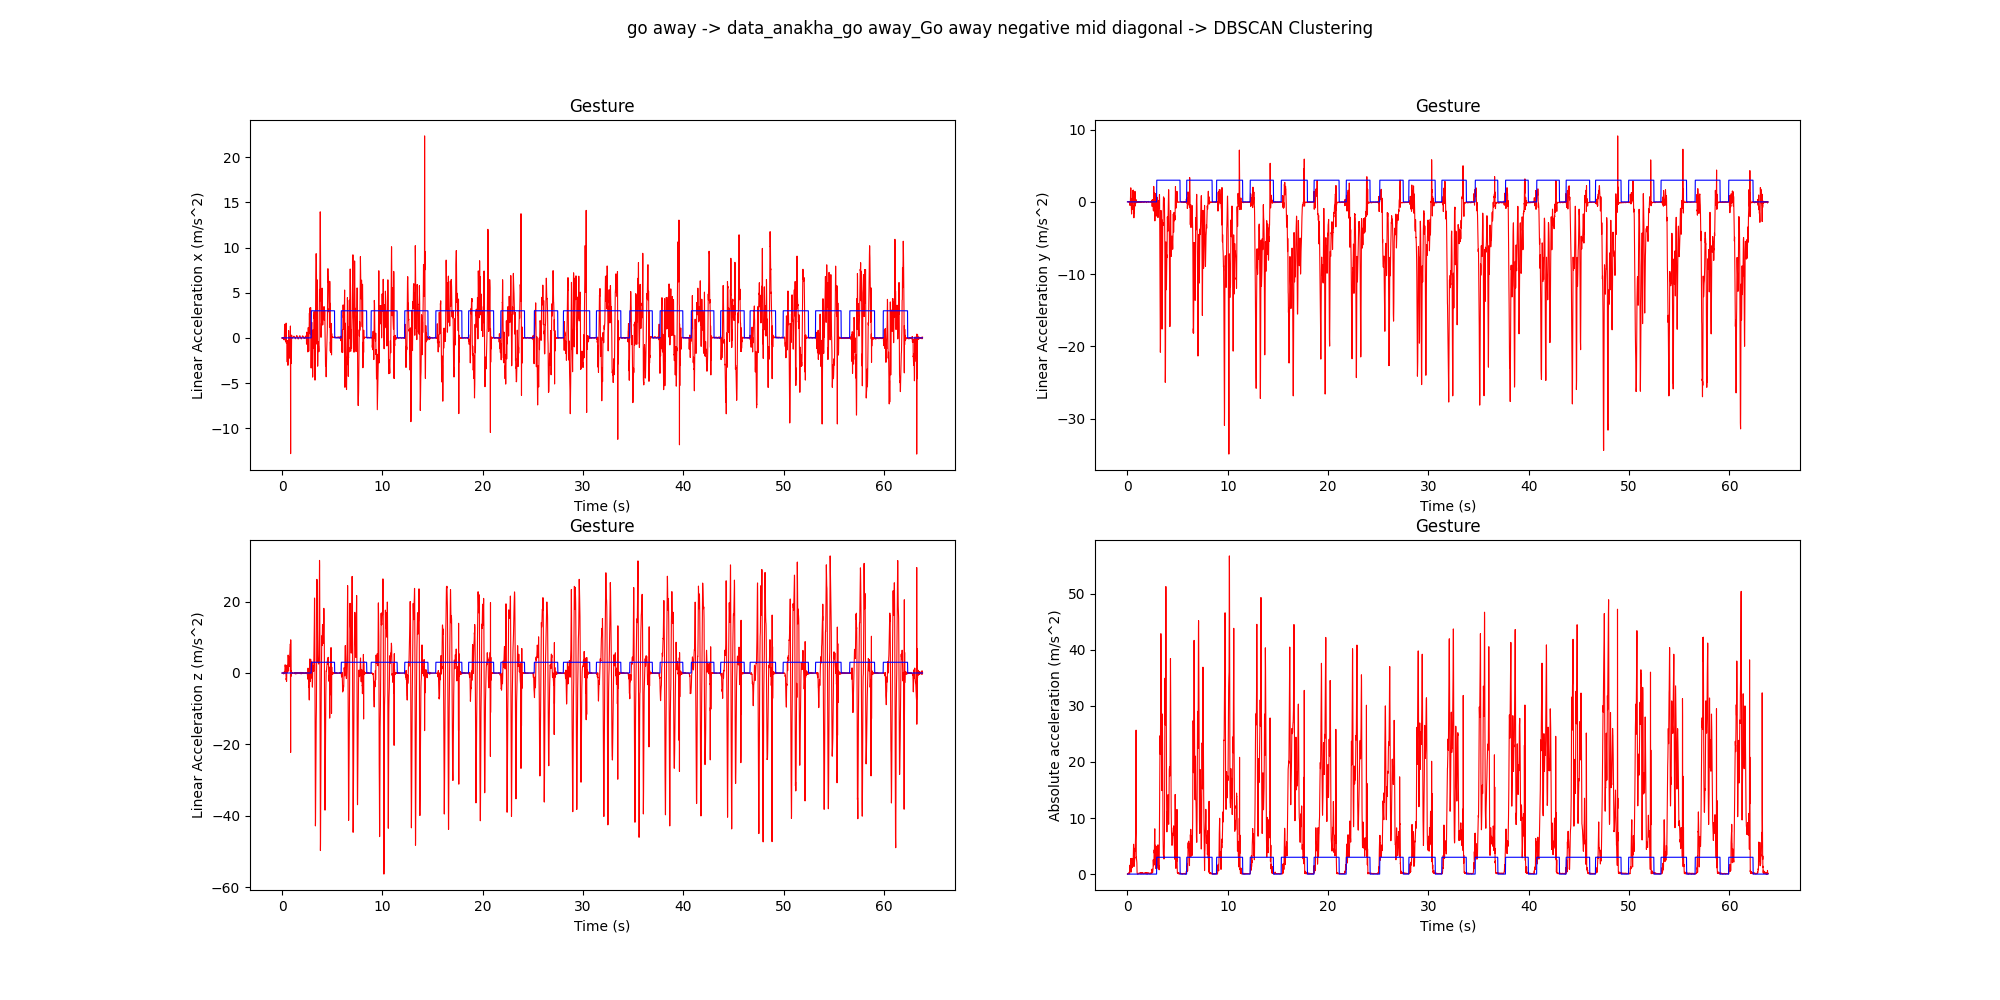 go away -> data_anakha_go away_Go away negative mid diagonal -> DBSCAN Clustering
Gesture
Linear Acceleration x (m/s^2)
20
15
10
5
0
−5
−10
0 10 20 30 40 50 60
Time (s)
Gesture
Linear Acceleration y (m/s^2)
10
0
−10
−20
−30
0 10 20 30 40 50 60
Time (s)
Gesture
Linear Acceleration z (m/s^2)
20
0
−20
−40
−60
0 10 20 30 40 50 60
Time (s)
Gesture
Absolute acceleration (m/s^2)
50
40
30
20
10
0
0 10 20 30 40 50 60
Time (s)